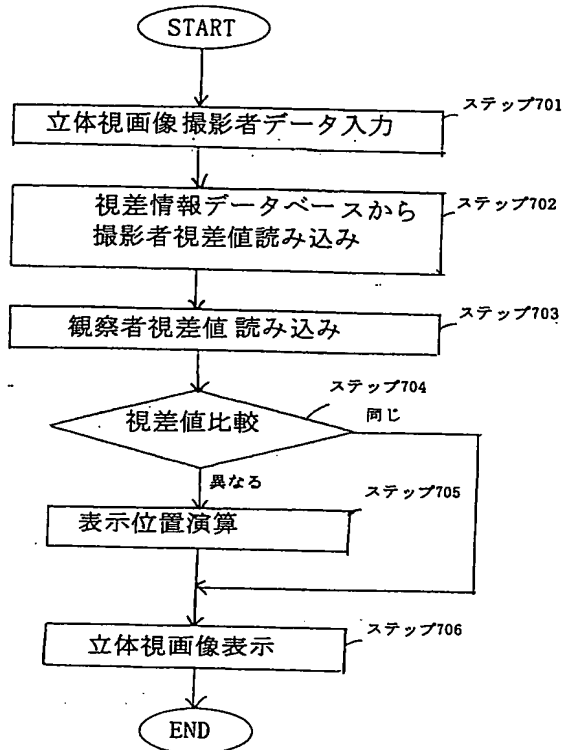 START
立体視画像撮影者データ入力
ステップ701
視差情報データベースから
撮影者視差値読み込み
ステップ702
観察者視差値読み込み
ステップ703
視差値比較
ステップ704
同じ
異なる
表示位置演算
ステップ705
立体視画像表示
ステップ706
END